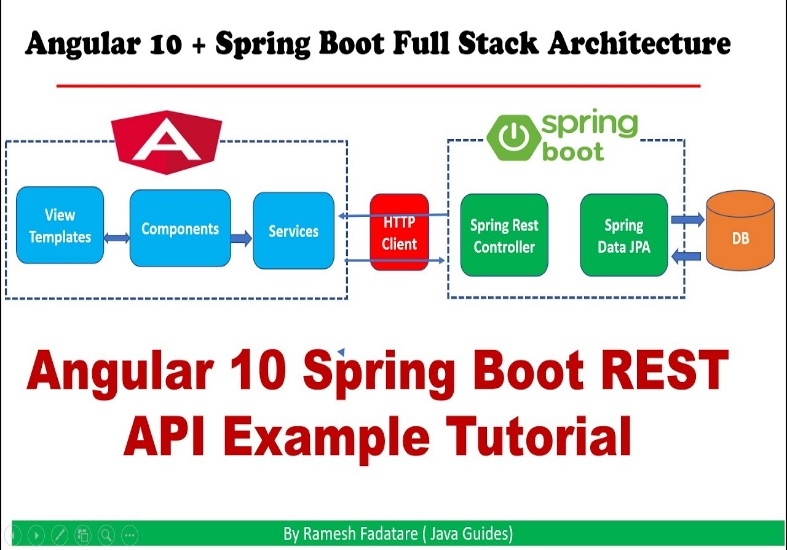 Angular 10 + Spring Boot Full Stack Architecture
spring
boot
View
Templates
Components
Services
HTTP
Client
Spring Rest
Controller
Spring
Data JPA
DB
Angular 10 Spring Boot REST
API Example Tutorial
By Ramesh Fadatare ( Java Guides)